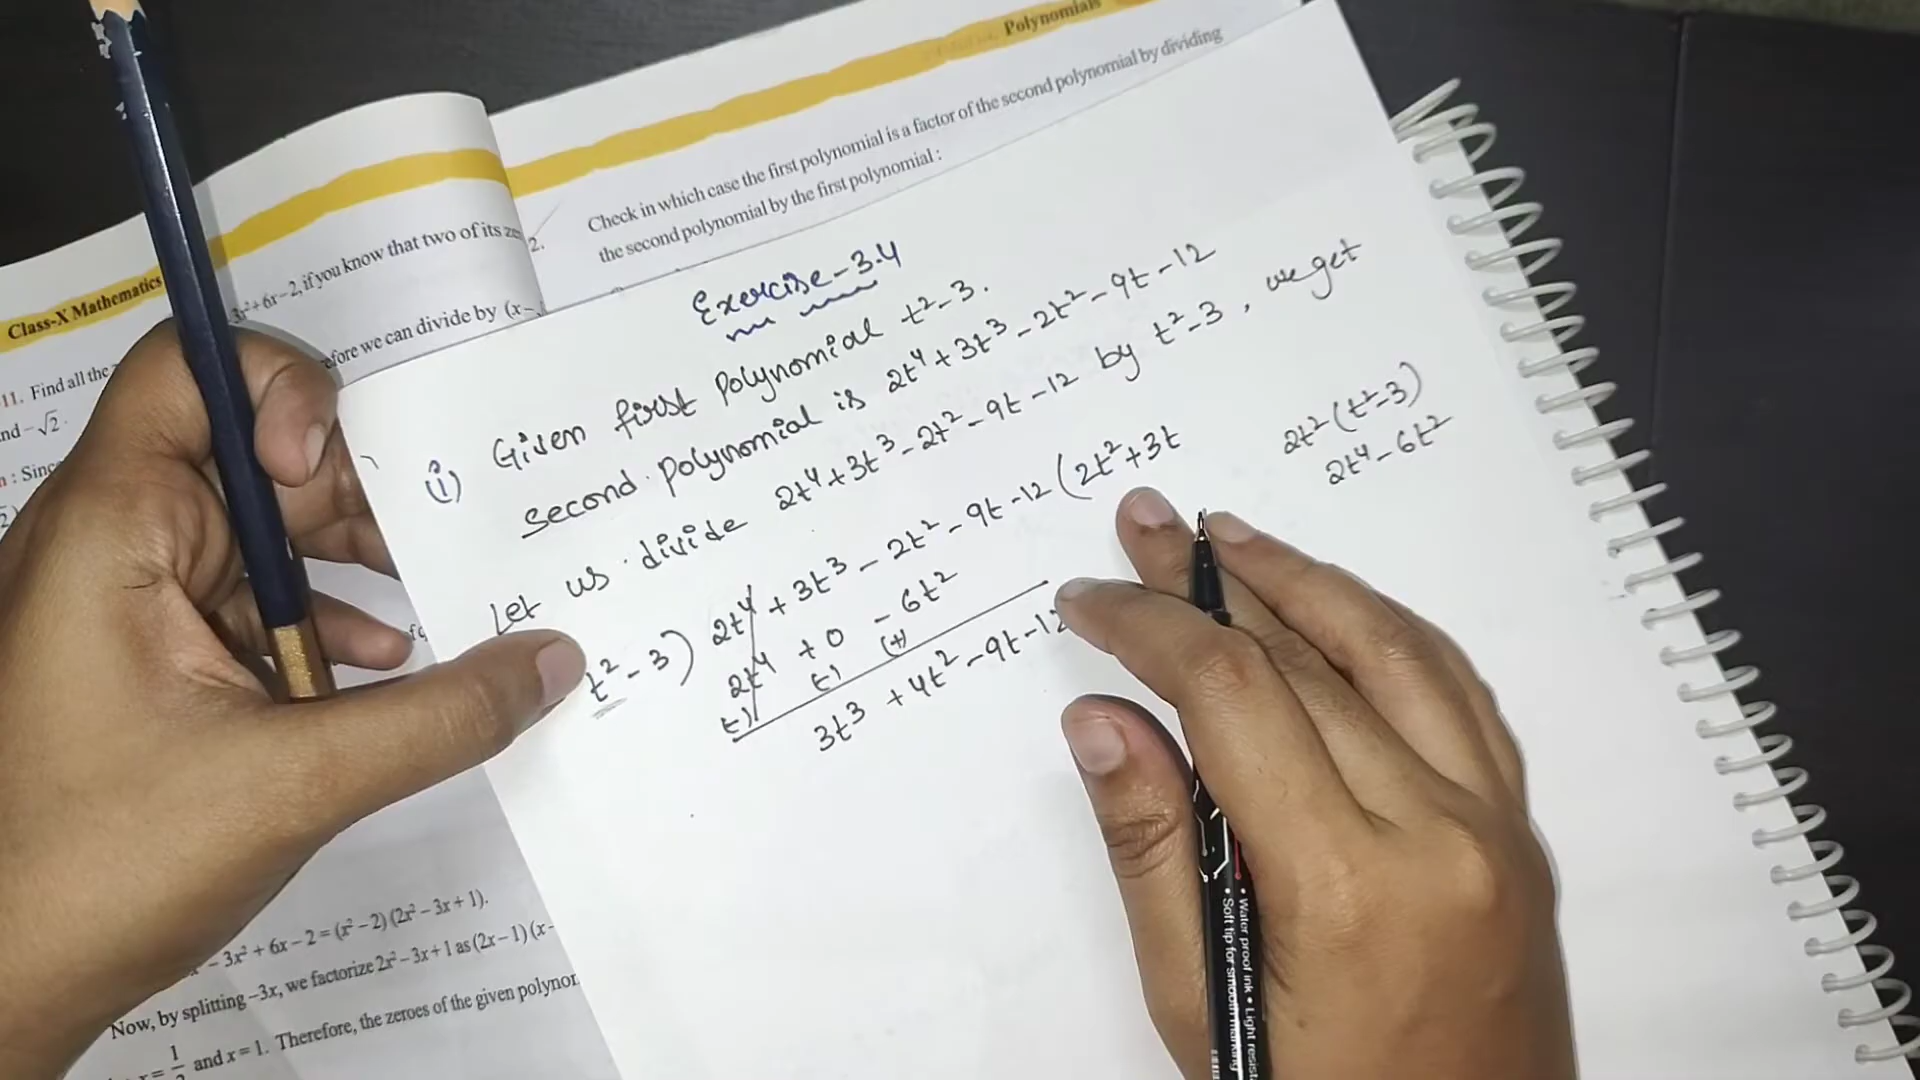 Polynomials
2. Check in which case the first polynomial is a factor of the second polynomial by dividing
the second polynomial by the first polynomial :
Class-X Mathematics
3x²+6x−2, if you know that two of its
we can divide by (x−
11. Find all the
nd −√2.
: Since
Exercise-3.4
(i) Given first Polynomial t²-3.
second polynomial is 2t⁴+3t³-2t²-9t-12
Let us divide 2t⁴+3t³-2t²-9t-12 by t²-3, we get
t²-3) 2t⁴+3t³-2t²-9t-12 (2t²+3t
2t⁴ +0 -6t²
(-) (-) (+)
3t³ +4t²-9t-12
2t²(t²-3)
2t⁴-6t²
− 3x² + 6x − 2 = (x² − 2) (2x² − 3x + 1).
Now, by splitting −3x, we factorize 2x² − 3x + 1 as (2x − 1) (x −
and x = 1. Therefore, the zeroes of the given
• Water proof ink • Light
• Soft tip for smooth